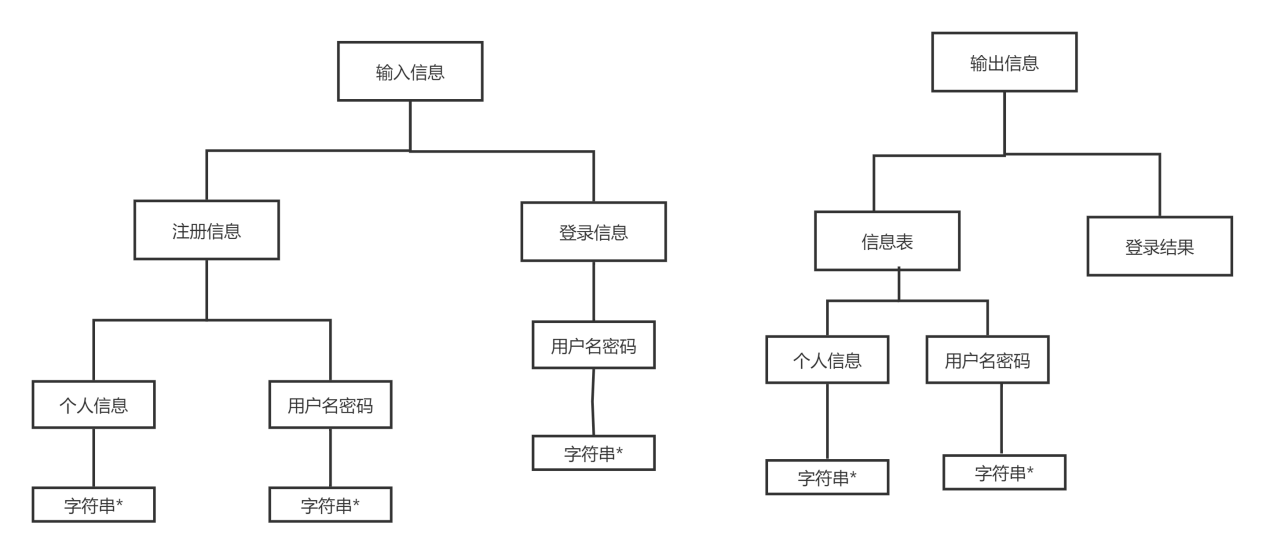 输入信息
注册信息
登录信息
用户名密码
个人信息
用户名密码
字符串*
字符串*
字符串*
输出信息
信息表
登录结果
个人信息
用户名密码
字符串*
字符串*